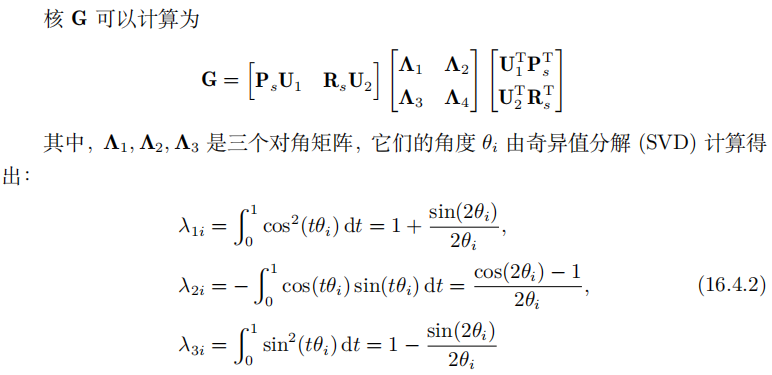 核 G 可以计算为
G = [P_s U_1 R_s U_2] [Λ_1 Λ_2; Λ_3 Λ_4] [U_1^T P_s^T; U_2^T R_s^T]
其中, Λ_1, Λ_2, Λ_3 是三个对角矩阵, 它们的角度 θ_i 由奇异值分解 (SVD) 计算得
出:
λ_{1i} = ∫_0^1 cos^2(tθ_i) dt = 1 + sin(2θ_i)/2θ_i,
λ_{2i} = −∫_0^1 cos(tθ_i) sin(tθ_i) dt = cos(2θ_i) − 1/2θ_i, (16.4.2)
λ_{3i} = ∫_0^1 sin^2(tθ_i) dt = 1 − sin(2θ_i)/2θ_i